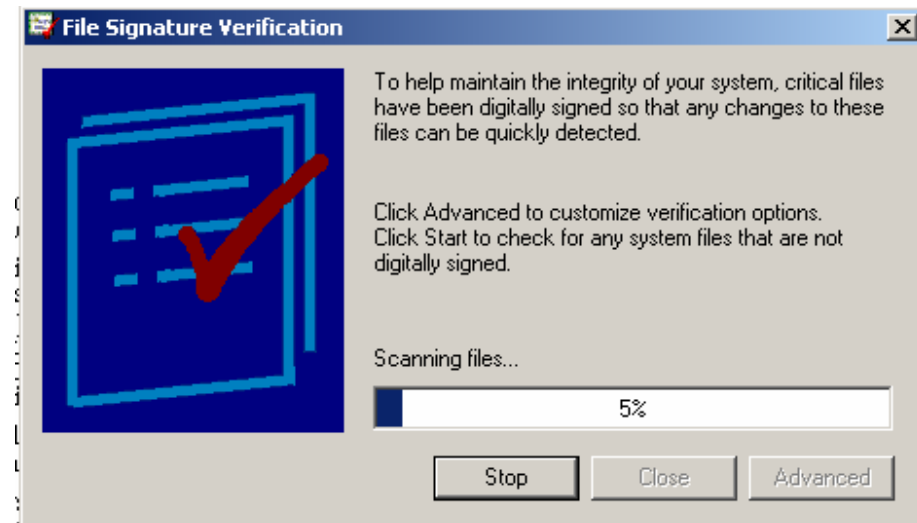 File Signature Verification
To help maintain the integrity of your system, critical files
have been digitally signed so that any changes to these
files can be quickly detected.
Click Advanced to customize verification options.
Click Start to check for any system files that are not
digitally signed.
Scanning files...
5%
Stop
Close
Advanced